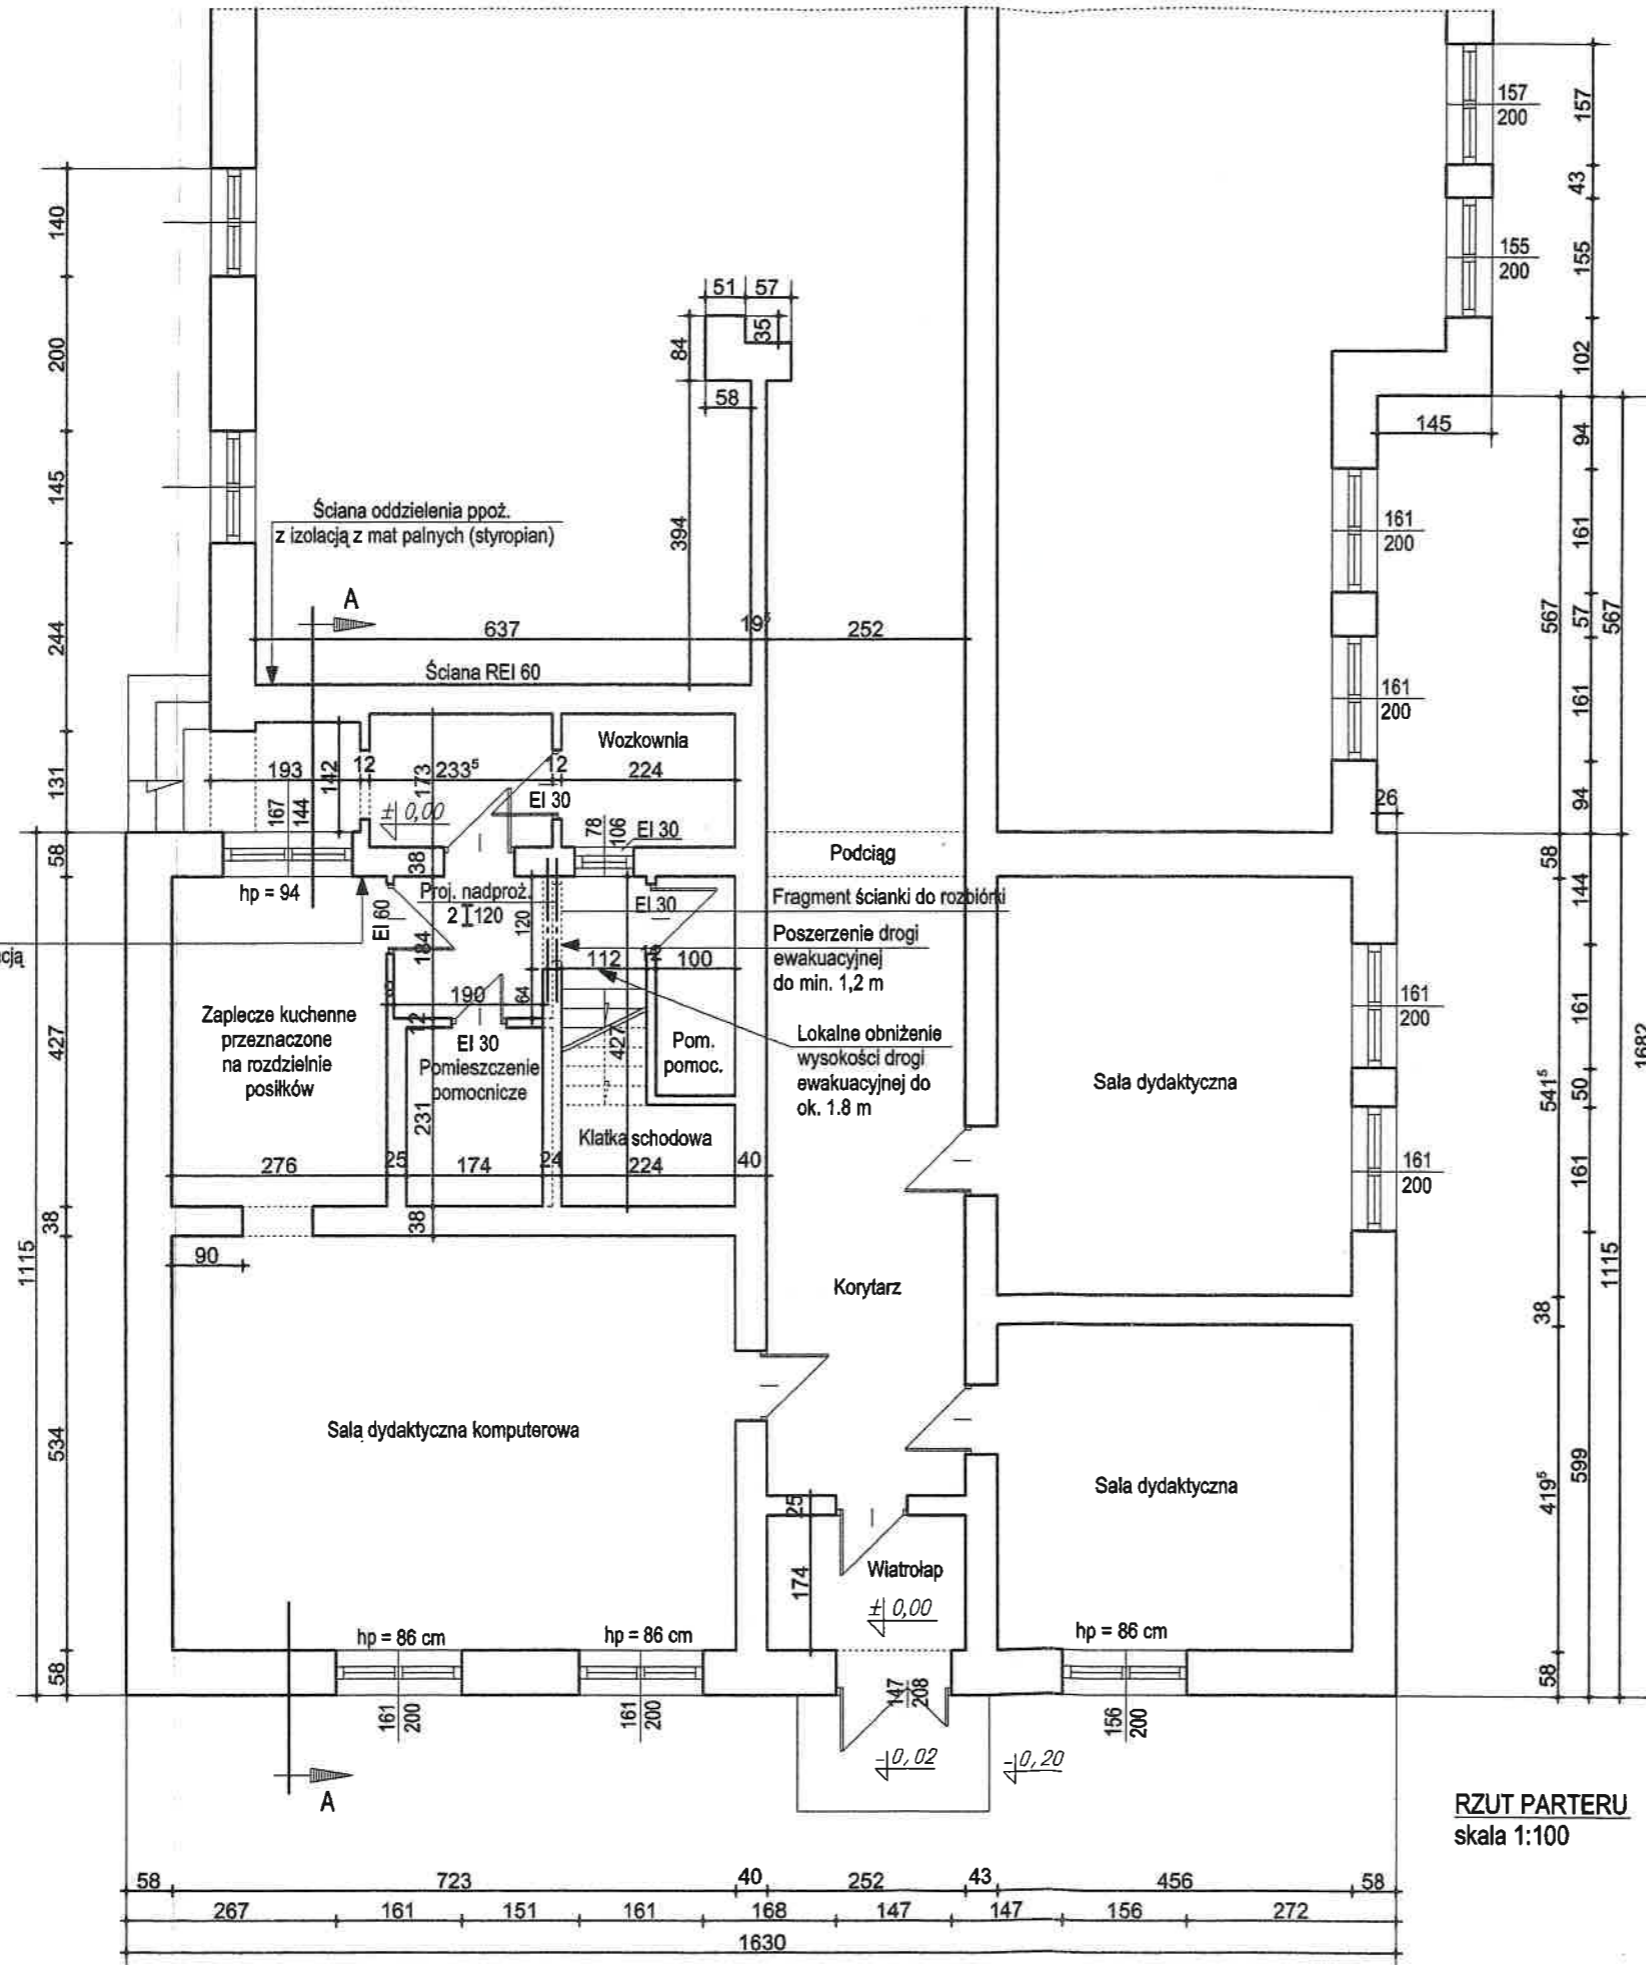 157
200
157
43
155
200
155
102
140
200
145
244
131
51
57
35
84
58
394
145
94
161
200
161
57
161
200
161
94
567
567
26
Ściana oddzielenia ppoż.
z izolacją z mat palnych (styropian)
A
637
19⁵
252
Ściana REI 60
Wozkownia
193
142
12
233⁵
173
12
224
167
144
± 0,00
EI 30
78
106
EI 30
Podciąg
58
hp = 94
38
Proj. nadproż.
2 I 120
EI 60
184
120
EI 30
Fragment ścianki do rozbiórki
Poszerzenie drogi
ewakuacyjnej
do min. 1,2 m
112
12
100
190
64
12
EI 30
427
Lokalne obniżenie
wysokości drogi
ewakuacyjnej do
ok. 1.8 m
cją
Zaplecze kuchenne
przeznaczone
na rozdzielnie
posiłków
Pomieszczenie
pomocnicze
231
Pom.
pomoc.
Klatka schodowa
276
25
174
24
224
40
38
90
427
38
1115
534
58
Sala dydaktyczna
161
200
161
200
58
144
161
50
161
541⁵
1682
1115
38
599
419⁵
58
Korytarz
Sala dydaktyczna komputerowa
Sala dydaktyczna
25
174
Wiatrołap
± 0,00
hp = 86 cm
hp = 86 cm
hp = 86 cm
161
200
161
200
147
208
156
200
-0,02
-0,20
A
RZUT PARTERU
skala 1:100
58
723
40
252
43
456
58
267
161
151
161
168
147
147
156
272
1630